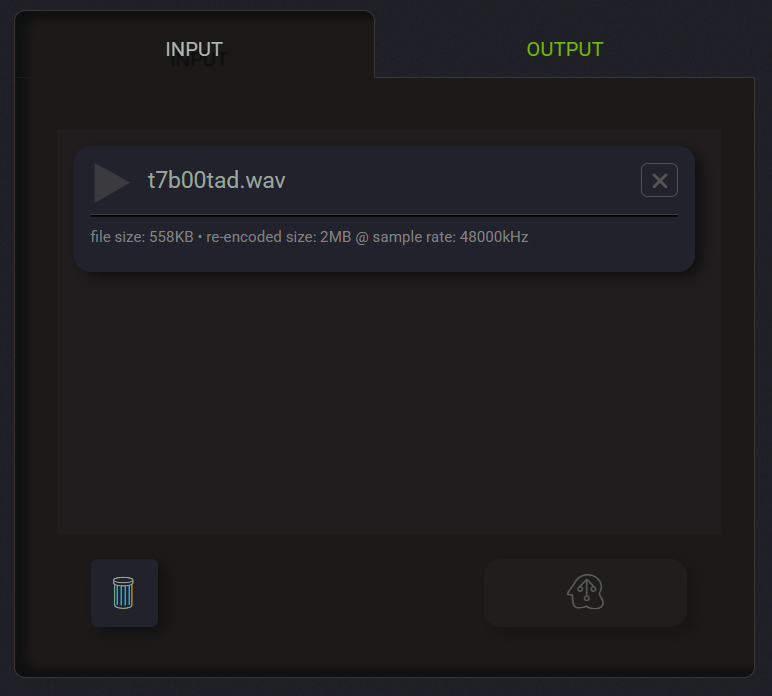 INPUT
OUTPUT
t7b00tad.wav
file size: 558KB • re-encoded size: 2MB @ sample rate: 48000kHz